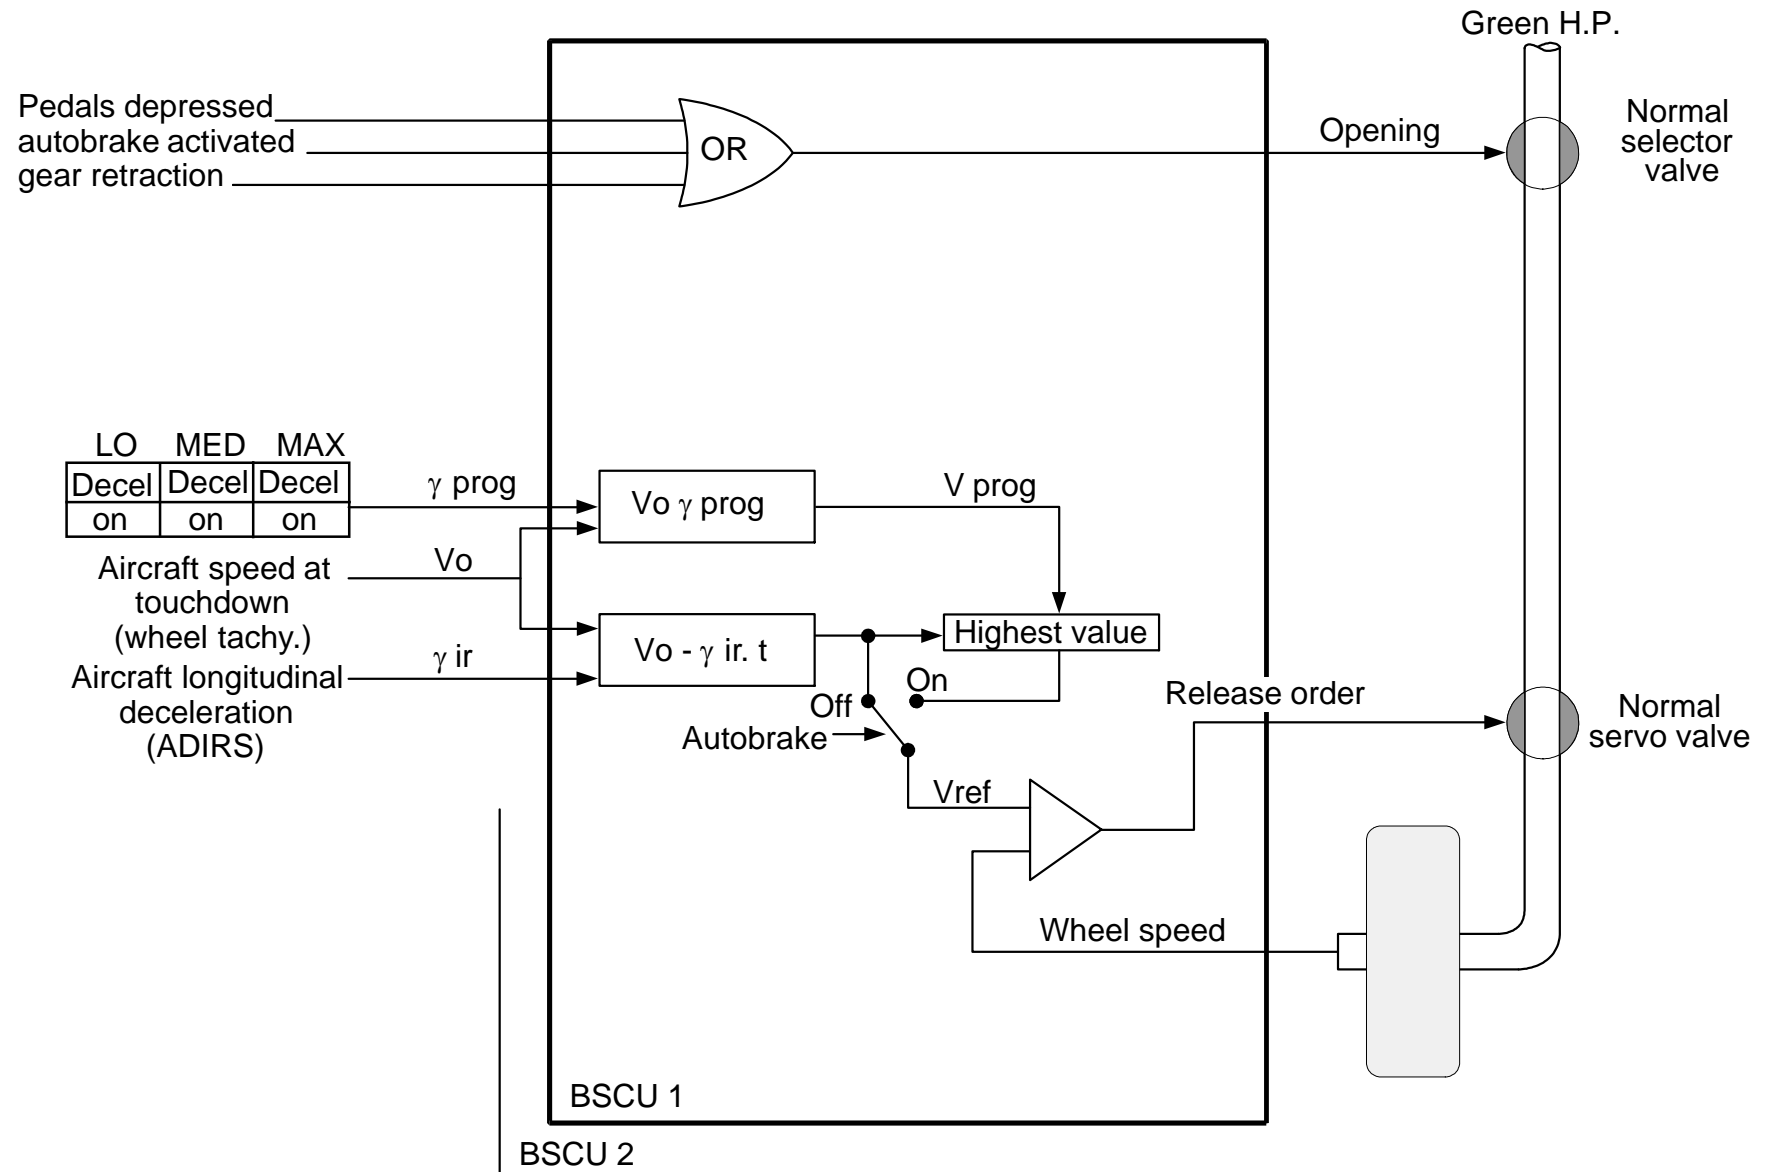 Green H.P.
Pedals depressed
autobrake activated
gear retraction
OR
Opening
Normal
selector
valve
LO MED MAX
Decel Decel Decel
on on on
γ prog
Vo γ prog
V prog
Aircraft speed at
touchdown
(wheel tachy.)
Vo
Aircraft longitudinal
deceleration
(ADIRS)
γ ir
Vo - γ ir. t
Highest value
On
Off
Autobrake
Release order
Normal
servo valve
Vref
Wheel speed
BSCU 1
BSCU 2